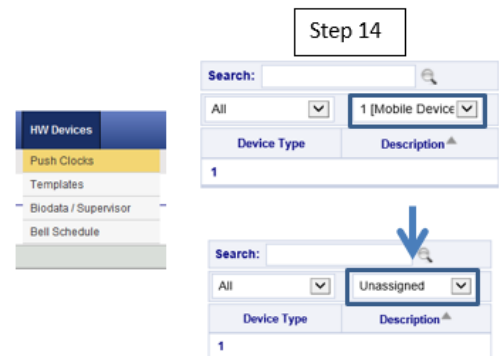 Step 14
HW Devices
Push Clocks
Templates
Biodata / Supervisor
Bell Schedule
Search:
All 1 [Mobile Device
Device Type Description
1
Search:
All Unassigned
Device Type Description
1